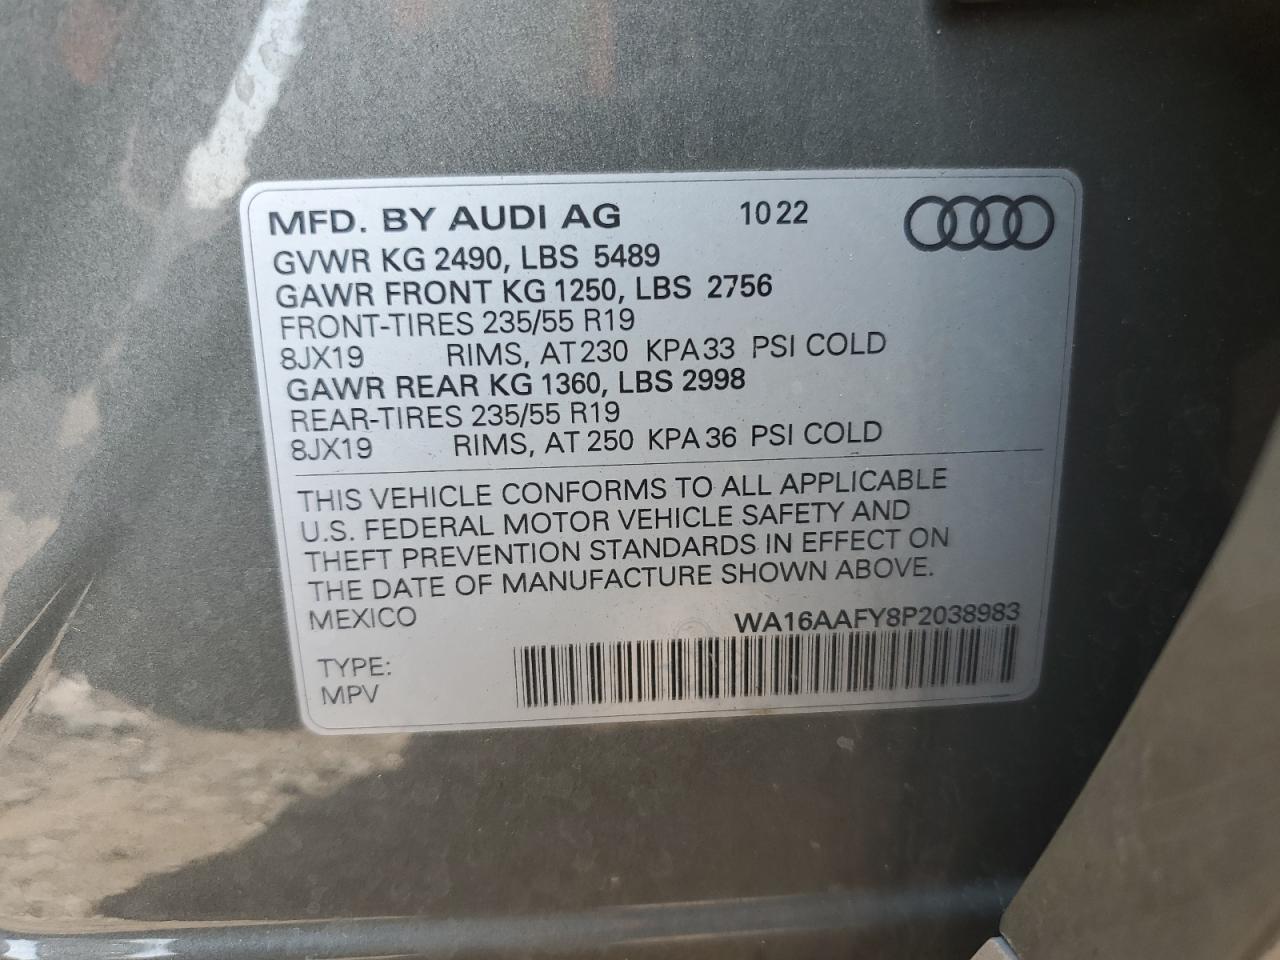 MFD. BY AUDI AG 10 22
GVWR KG 2490, LBS 5489
GAWR FRONT KG 1250, LBS 2756
FRONT-TIRES 235/55 R19
8JX19 RIMS, AT 230 KPA 33 PSI COLD
GAWR REAR KG 1360, LBS 2998
REAR-TIRES 235/55 R19
8JX19 RIMS, AT 250 KPA 36 PSI COLD
THIS VEHICLE CONFORMS TO ALL APPLICABLE
U.S. FEDERAL MOTOR VEHICLE SAFETY AND
THEFT PREVENTION STANDARDS IN EFFECT ON
THE DATE OF MANUFACTURE SHOWN ABOVE.
MEXICO WA16AAFY8P2038983
TYPE:
MPV